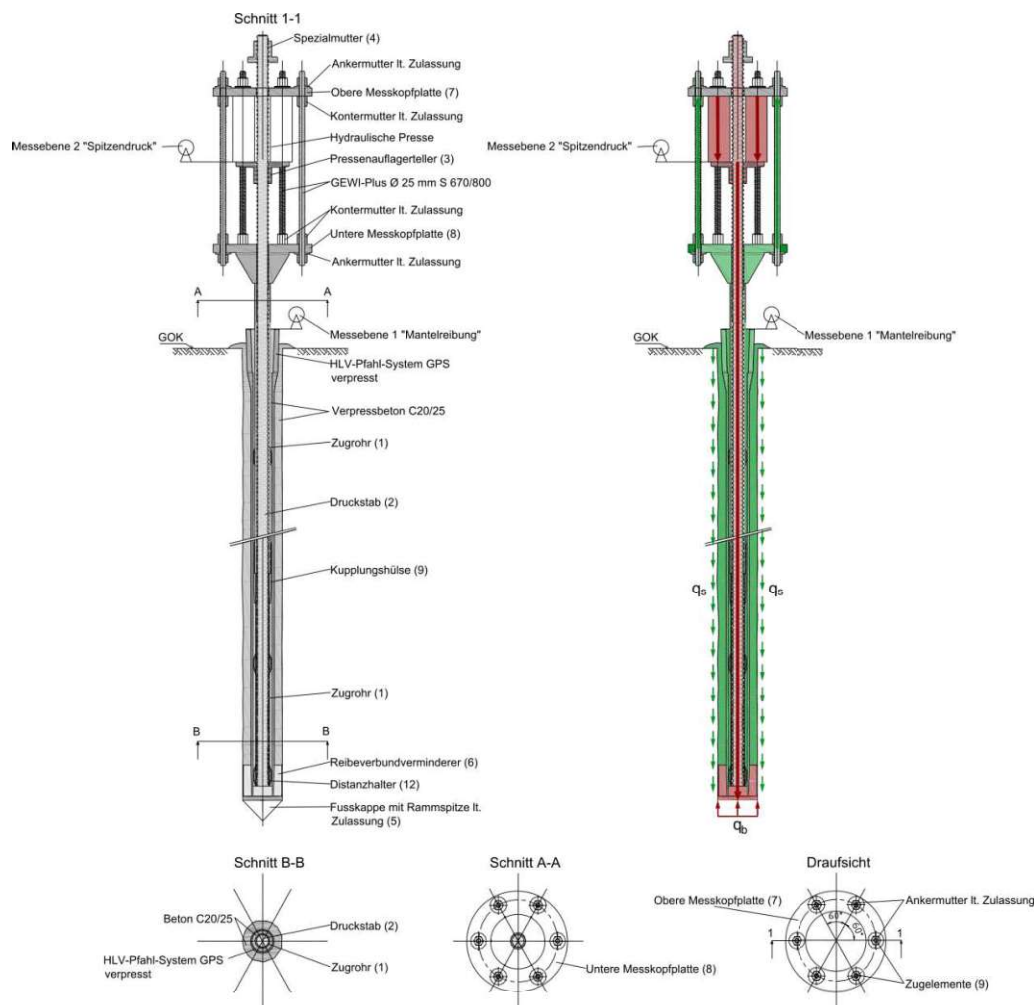 Schnitt 1-1
Spezialmutter (4)
Ankermutter lt. Zulassung
Obere Messkopfplatte (7)
Kontermutter lt. Zulassung
Hydraulische Presse
Messebene 2 "Spitzendruck"
Pressenauflagerteller (3)
GEWI-Plus Ø 25 mm S 670/800
Kontermutter lt. Zulassung
Untere Messkopfplatte (8)
Ankermutter lt. Zulassung
A
A
Messebene 1 "Mantelreibung"
GOK
HLV-Pfahl-System GPS
verpresst
Verpressbeton C20/25
Zugrohr (1)
Druckstab (2)
Kupplungshülse (9)
Zugrohr (1)
B
B
Reibeverbundverminderer (6)
Distanzhalter (12)
Fusskappe mit Rammspitze lt.
Zulassung (5)
Messebene 2 "Spitzendruck"
Messebene 1 "Mantelreibung"
GOK
qs
qs
qb
Schnitt B-B
Beton C20/25
Druckstab (2)
HLV-Pfahl-System GPS
verpresst
Zugrohr (1)
Schnitt A-A
Untere Messkopfplatte (8)
Draufsicht
Obere Messkopfplatte (7)
Ankermutter lt. Zulassung
60°
60°
1
1
Zugelemente (9)